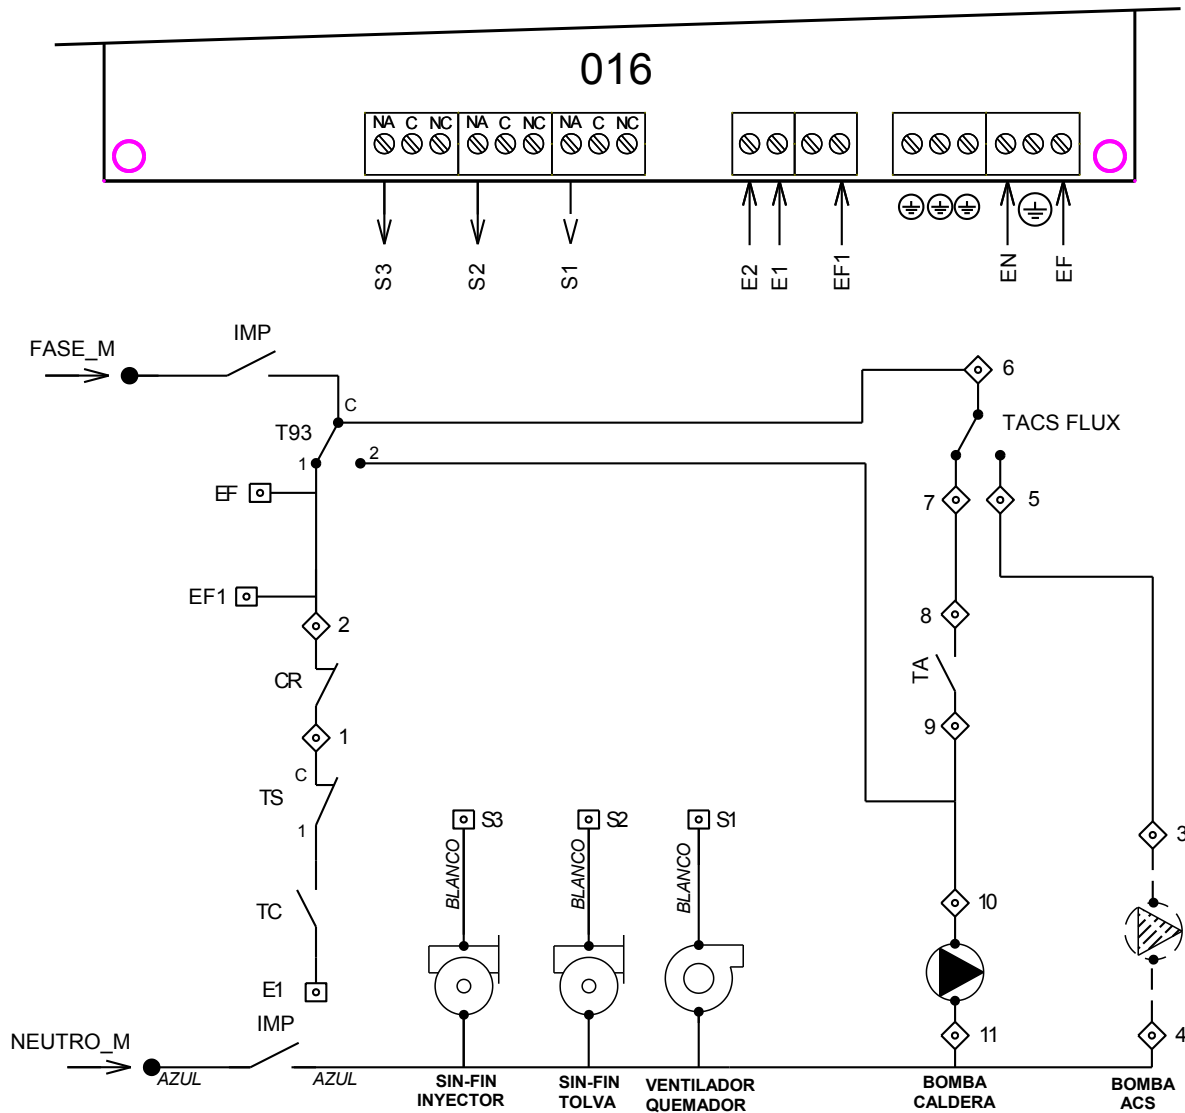 016
NA C NC NA C NC NA C NC
S3
S2
S1
E2
E1
EF1
EN
EF
IMP
FASE_M
C
6
T93
TACS FLUX
1
2
EF
7
5
EF1
8
2
CR
TA
1
9
C
TS
1
S3
S2
S1
3
BLANCO
BLANCO
BLANCO
TC
10
E1
IMP
NEUTRO_M
11
4
AZUL
AZUL
SIN-FIN
INYECTOR
SIN-FIN
TOLVA
VENTILADOR
QUEMADOR
BOMBA
CALDERA
BOMBA
ACS